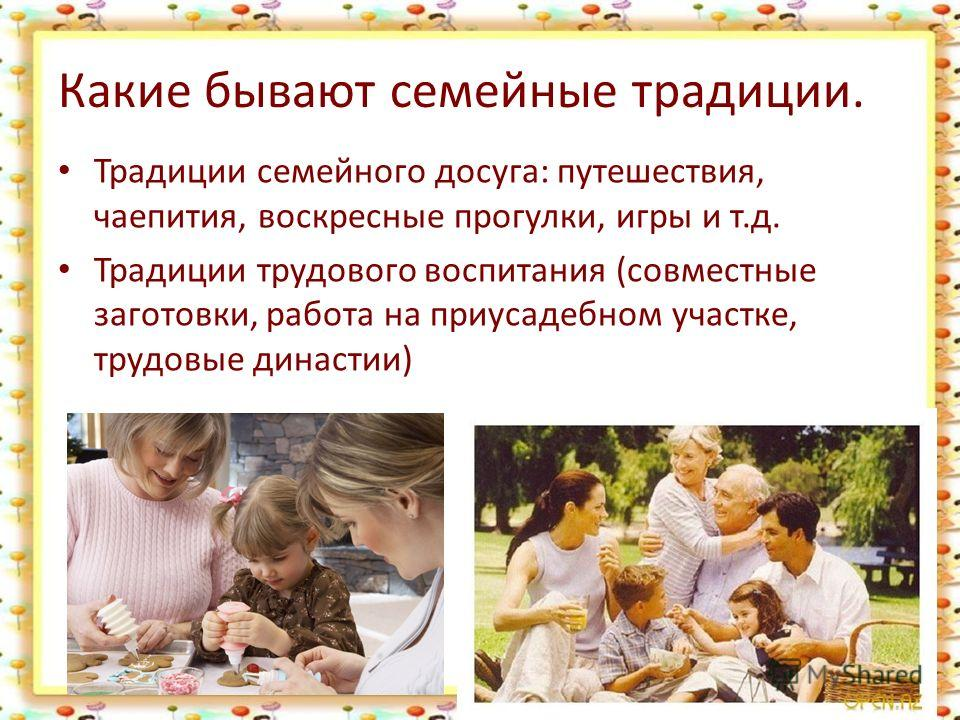 Какие бывают семейные традиции.
• Традиции семейного досуга: путешествия,
чаепития, воскресные прогулки, игры и т.д.
• Традиции трудового воспитания (совместные
заготовки, работа на приусадебном участке,
трудовые династии)
MyShared